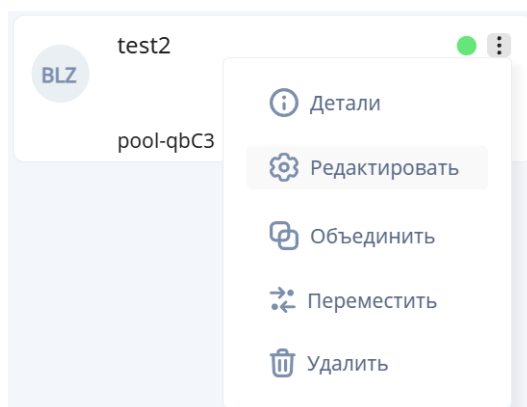 test2
BLZ
pool-qbC3
Детали
Редактировать
Объединить
Переместить
Удалить